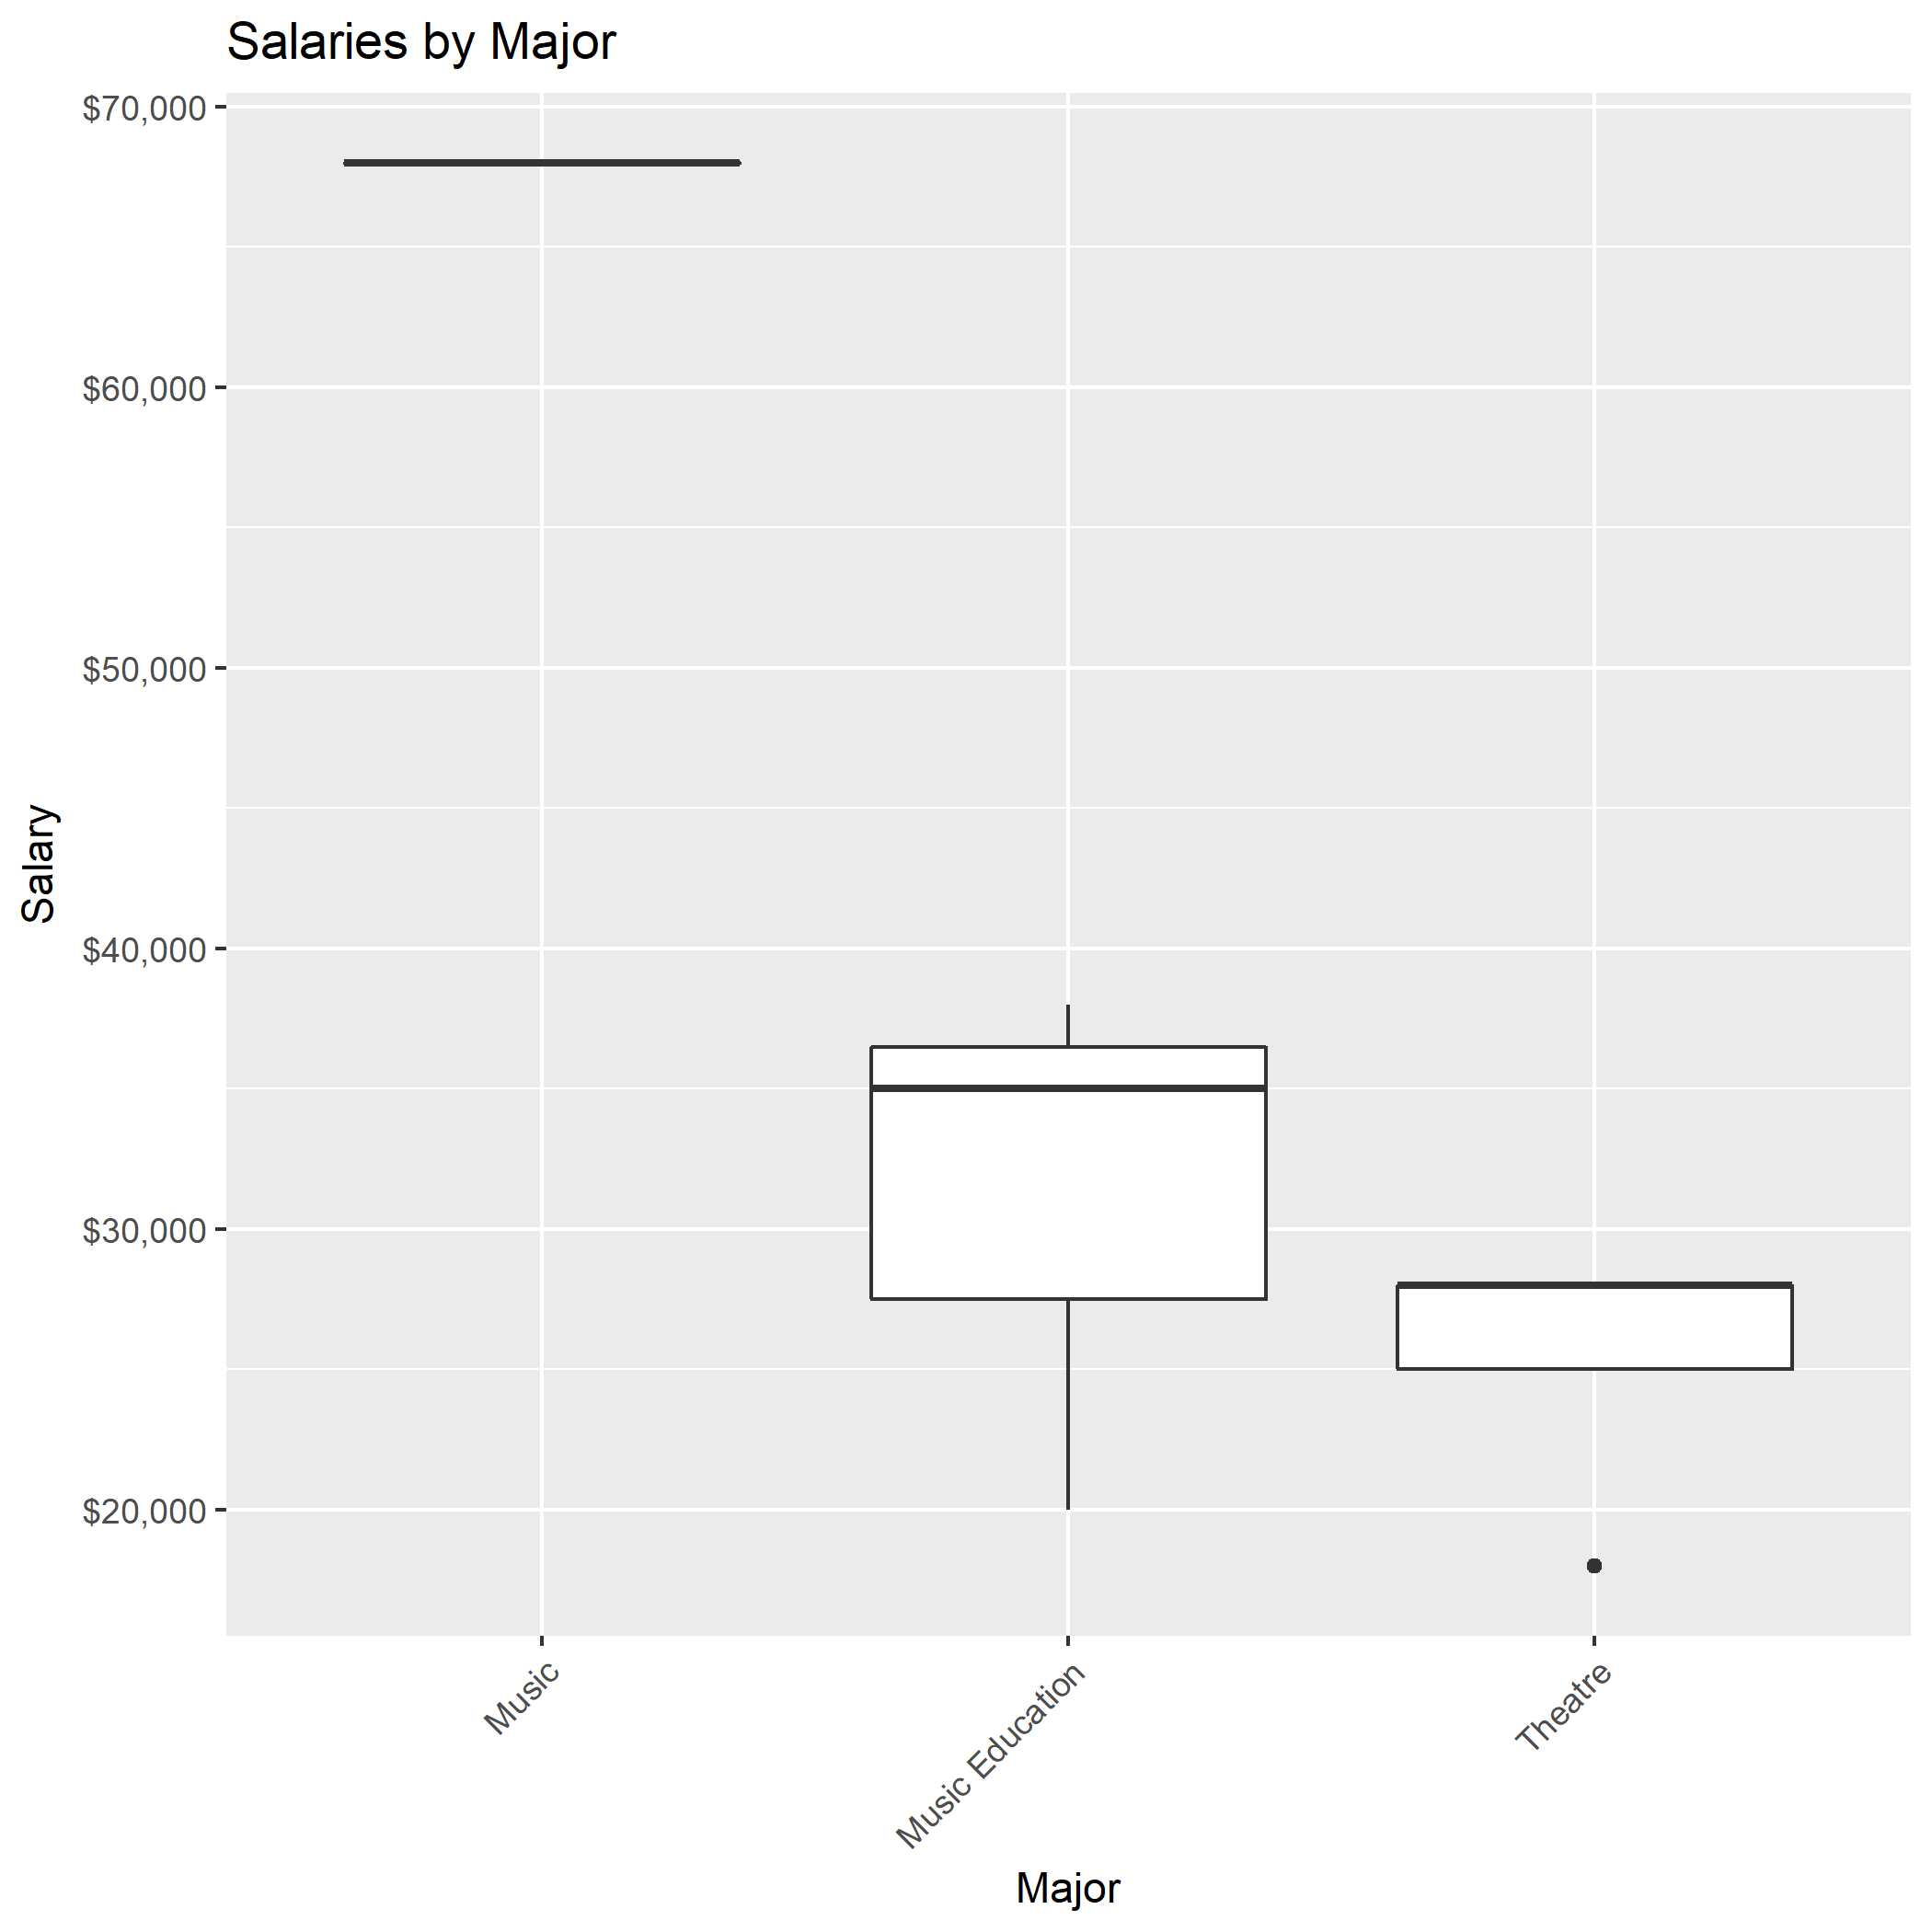 Salaries by Major
$70,000
$60,000
$50,000
$40,000
$30,000
$20,000
Salary
Music
Music Education
Theatre
Major